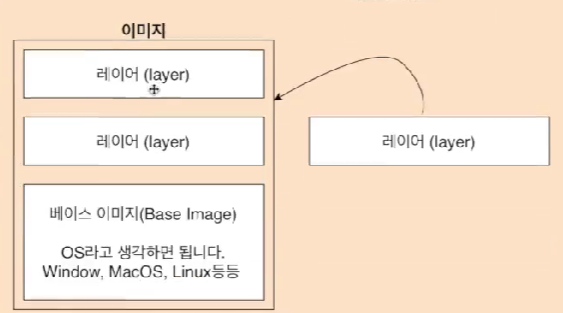 이미지
레이어 (layer)
레이어 (layer)
레이어 (layer)
베이스 이미지(Base Image)
OS라고 생각하면 됩니다.
Window, MacOS, Linux등등